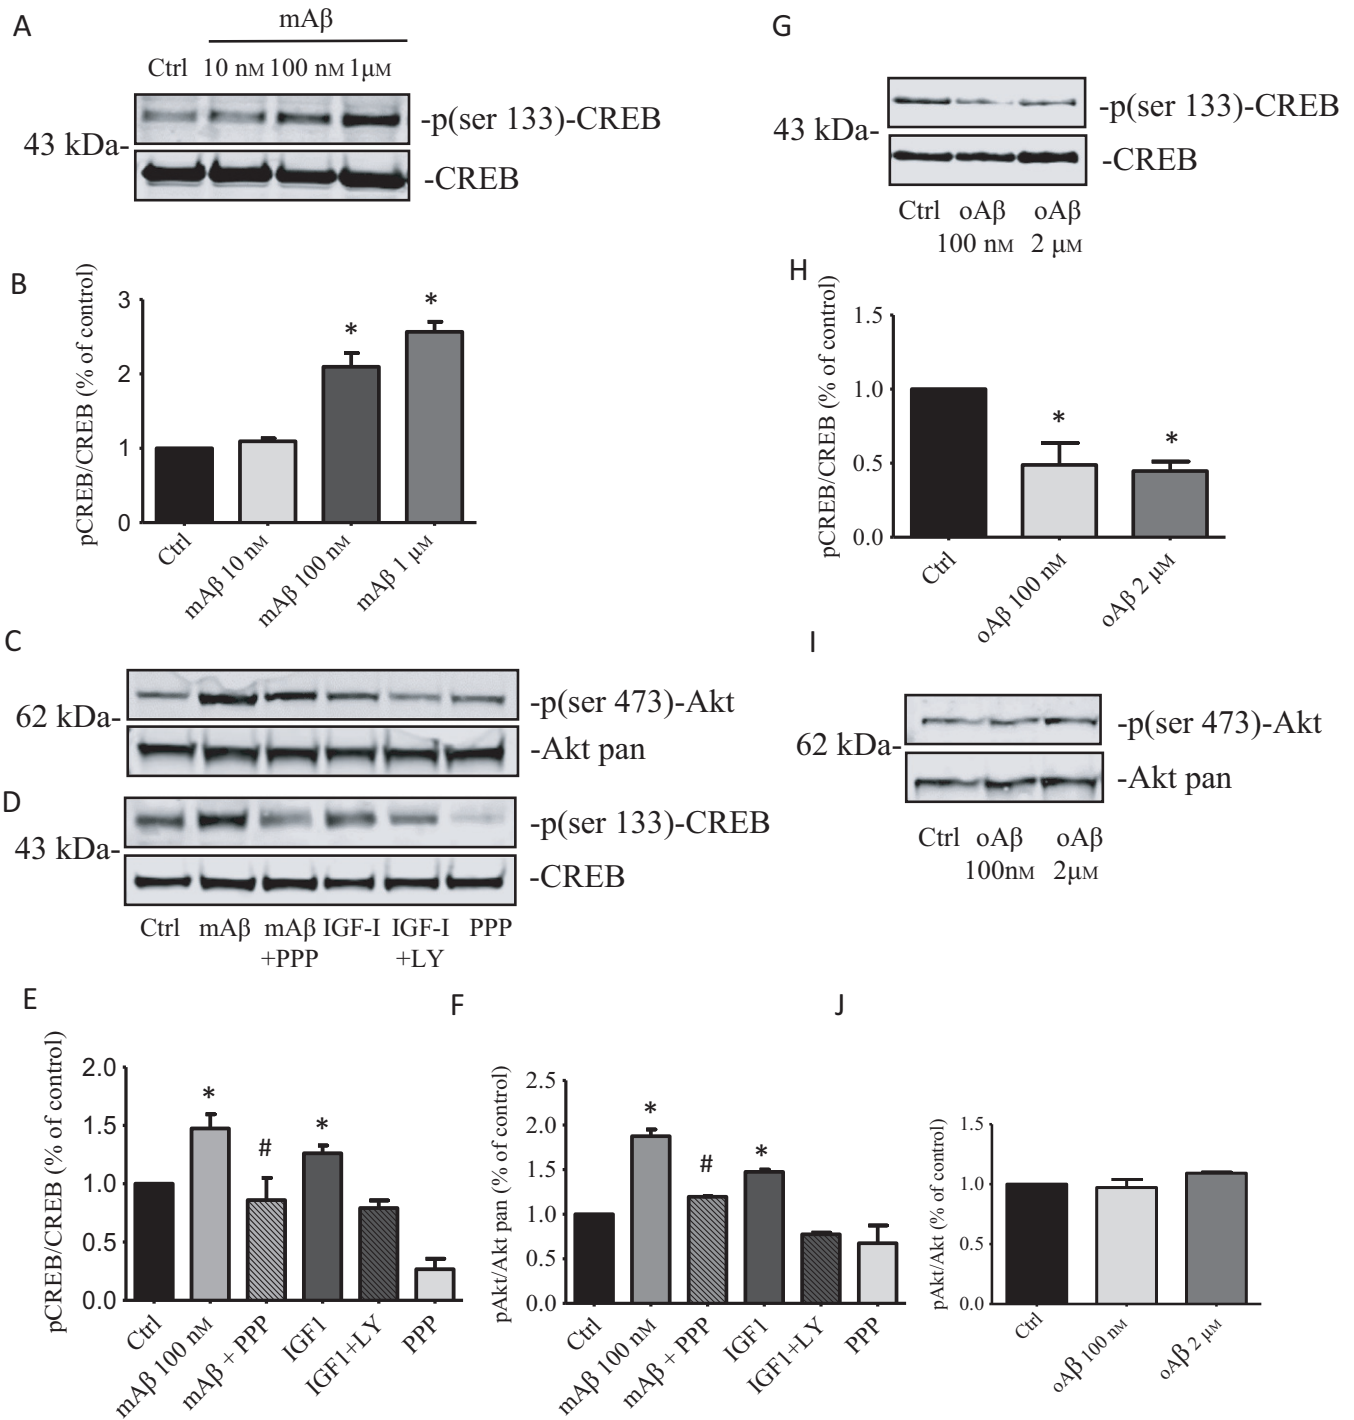 A
mAβ
Ctrl 10 nM 100 nM 1μM
43 kDa-
-p(ser 133)-CREB
-CREB
B
pCREB/CREB (% of control)
3
2
1
0
*
*
Ctrl
mAβ 10 nM
mAβ 100 nM
mAβ 1 μM
C
62 kDa-
-p(ser 473)-Akt
-Akt pan
D
43 kDa-
-p(ser 133)-CREB
-CREB
Ctrl mAβ mAβ IGF-I IGF-I PPP
+PPP +LY
E
pCREB/CREB (% of control)
2.0
1.5
1.0
0.5
0.0
*
#
*
Ctrl
mAβ 100 nM
mAβ + PPP
IGF1
IGF1+LY
PPP
F
pAkt/Akt pan (% of control)
2.5
2.0
1.5
1.0
0.5
0.0
*
#
*
Ctrl
mAβ 100 nM
mAβ + PPP
IGF1
IGF1+LY
PPP
G
43 kDa-
-p(ser 133)-CREB
-CREB
Ctrl oAβ oAβ
100 nM 2 μM
H
pCREB/CREB (% of control)
1.5
1.0
0.5
0.0
*
*
Ctrl
oAβ 100 nM
oAβ 2 μM
I
62 kDa-
-p(ser 473)-Akt
-Akt pan
Ctrl oAβ oAβ
100nM 2μM
J
pAkt/Akt (% of control)
1.5
1.0
0.5
0.0
Ctrl
oAβ 100 nM
oAβ 2 μM